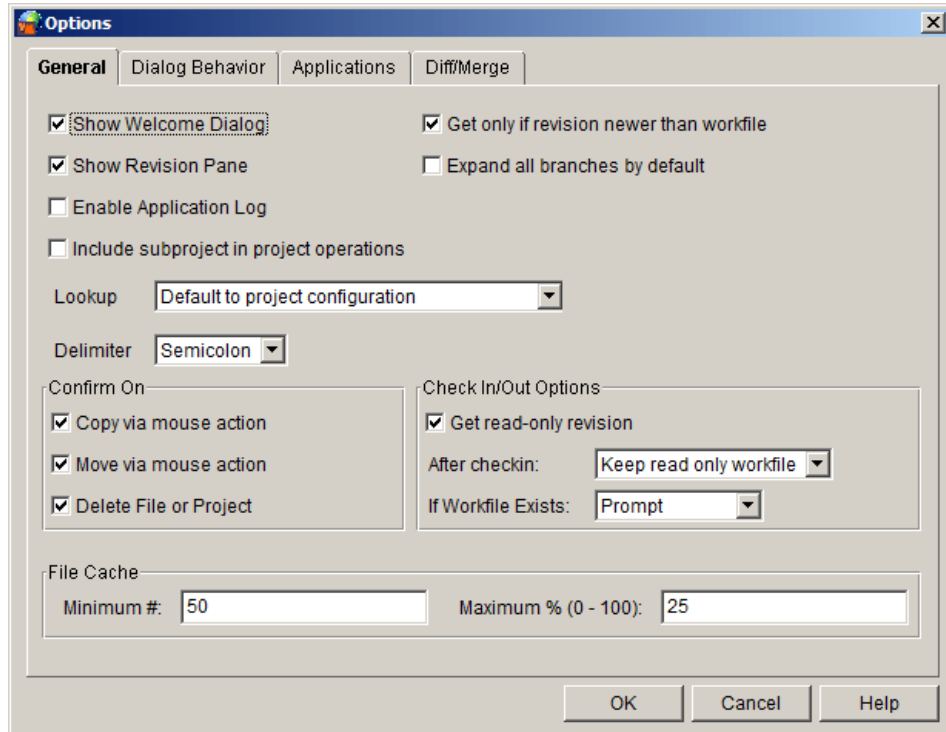 Options
General Dialog Behavior Applications Diff/Merge
Show Welcome Dialog Get only if revision newer than workfile
Show Revision Pane Expand all branches by default
Enable Application Log
Include subproject in project operations
Lookup Default to project configuration
Delimiter Semicolon
Confirm On
Copy via mouse action
Move via mouse action
Delete File or Project
Check In/Out Options
Get read-only revision
After checkin: Keep read only workfile
If Workfile Exists: Prompt
File Cache
Minimum #: 50 Maximum % (0 - 100): 25
OK Cancel Help